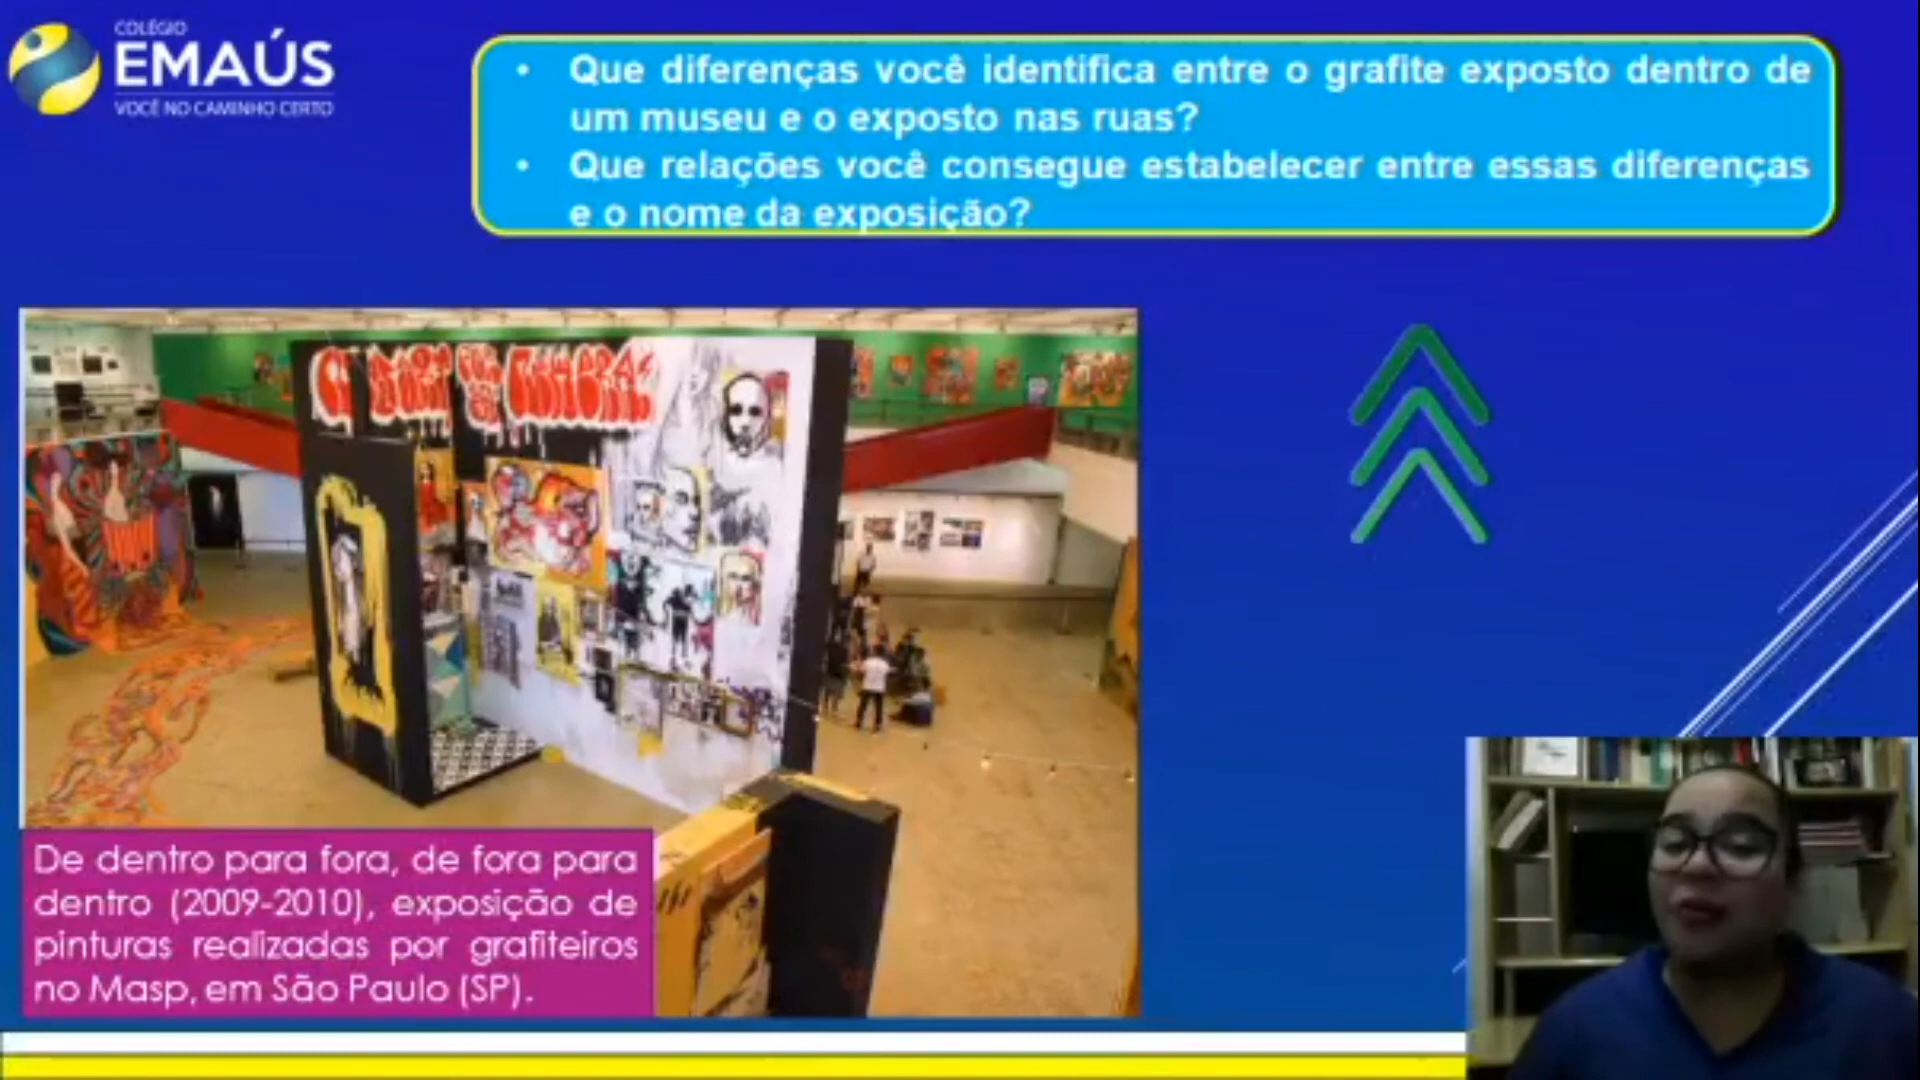 COLÉGIO
EMAÚS
VOCÊ NO CAMINHO CERTO
• Que diferenças você identifica entre o grafite exposto dentro de
um museu e o exposto nas ruas?
• Que relações você consegue estabelecer entre essas diferenças
e o nome da exposição?
De dentro para fora, de fora para
dentro (2009-2010), exposição de
pinturas realizadas por grafiteiros
no Masp, em São Paulo (SP).